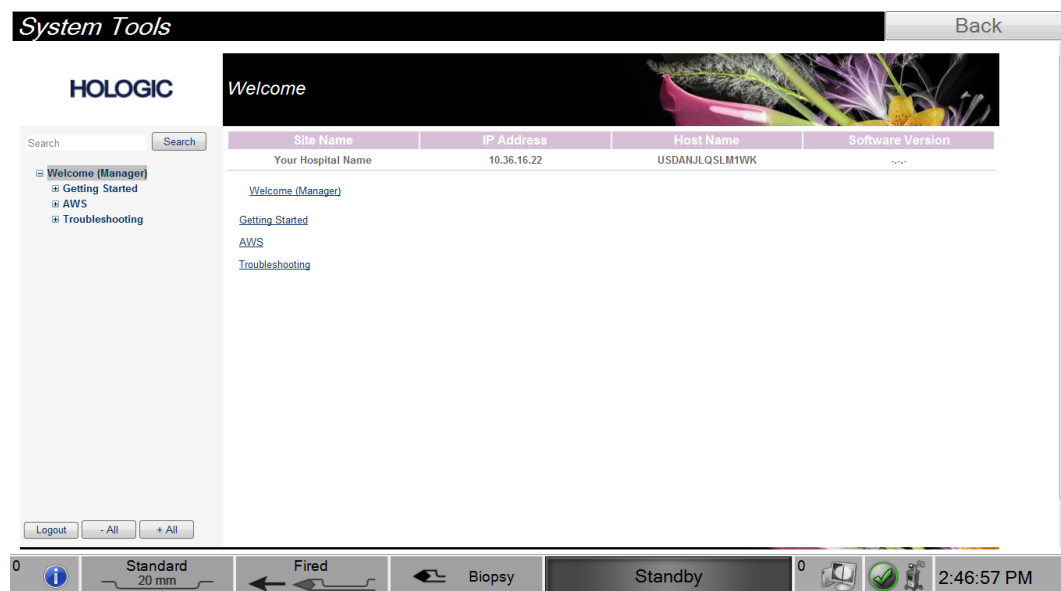 System Tools
Back
HOLOGIC
Welcome
Search
Search
Site Name IP Address Host Name Software Version
Your Hospital Name 10.36.16.22 USDANJLQSLM1WK -.-.-
Welcome (Manager)
Getting Started
AWS
Troubleshooting
Welcome (Manager)
Getting Started
AWS
Troubleshooting
Logout - All + All
0
Standard
20 mm
Fired
Biopsy
Standby
0
2:46:57 PM